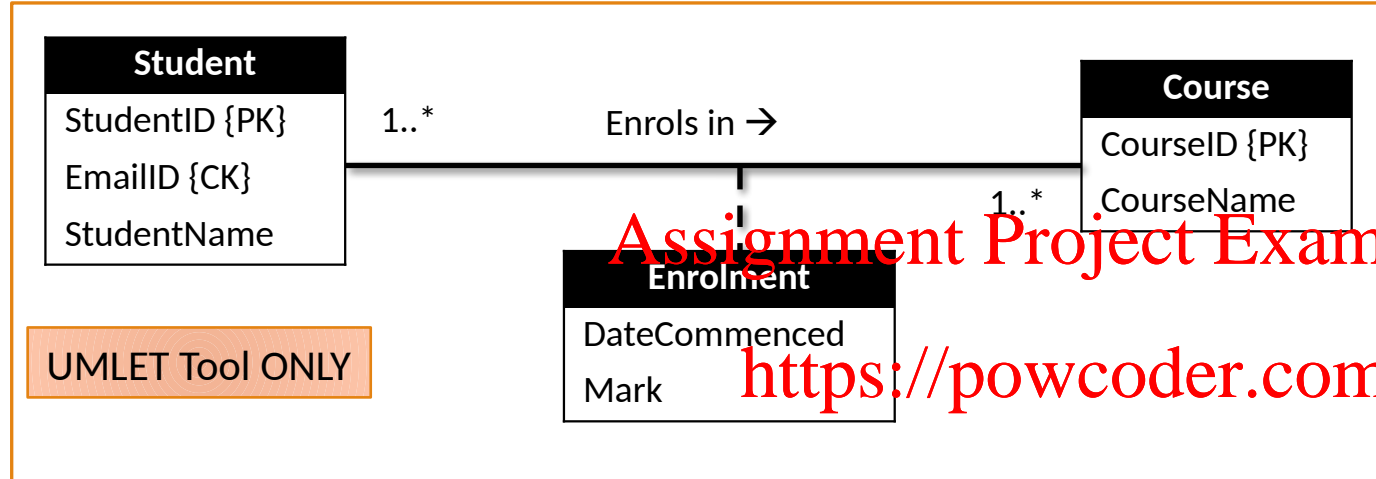 Student
StudentID {PK}
EmailID {CK}
StudentName
1..*
Enrols in →
Course
CourseID {PK}
CourseName
1..*
Assignment Project Exam
Enrolment
DateCommenced
Mark
https://powcoder.com
UMLET Tool ONLY